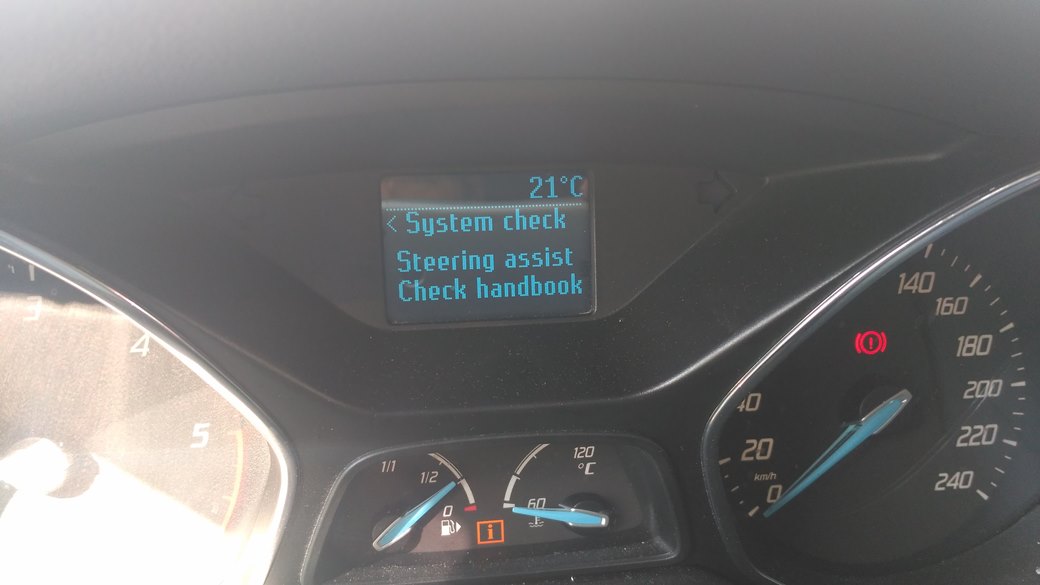 21°C
< System check
Steering assist
Check handbook
3
4
5
1/1
1/2
0
120
°C
60
i
!
0
20
40
140
160
180
200
220
240
km/h